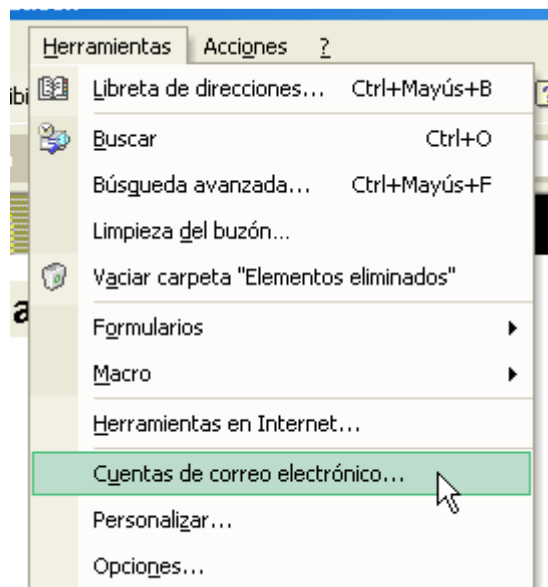 Herramientas Acciones ?
Libreta de direcciones... Ctrl+Mayús+B
Buscar Ctrl+O
Búsqueda avanzada... Ctrl+Mayús+F
Limpieza del buzón...
Vaciar carpeta "Elementos eliminados"
Formularios
Macro
Herramientas en Internet...
Cuentas de correo electrónico...
Personalizar...
Opciones...